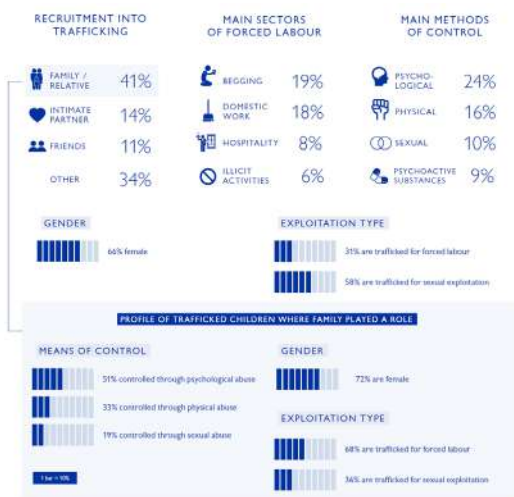 RECRUITMENT INTO
TRAFFICKING
FAMILY /
RELATIVE
41%
INTIMATE
PARTNER
14%
FRIENDS
11%
OTHER
34%
MAIN SECTORS
OF FORCED LABOUR
BEGGING
19%
DOMESTIC
WORK
18%
HOSPITALITY
8%
ILLICIT
ACTIVITIES
6%
MAIN METHODS
OF CONTROL
PSYCHO-
LOGICAL
24%
PHYSICAL
16%
SEXUAL
10%
PSYCHOACTIVE
SUBSTANCES
9%
GENDER
66% female
EXPLOITATION TYPE
31% are trafficked for forced labour
58% are trafficked for sexual exploitation
PROFILE OF TRAFFICKED CHILDREN WHERE FAMILY PLAYED A ROLE
MEANS OF CONTROL
51% controlled through psychological abuse
33% controlled through physical abuse
19% controlled through sexual abuse
1 bar = 10%
GENDER
72% are female
EXPLOITATION TYPE
68% are trafficked for forced labour
36% are trafficked for sexual exploitation